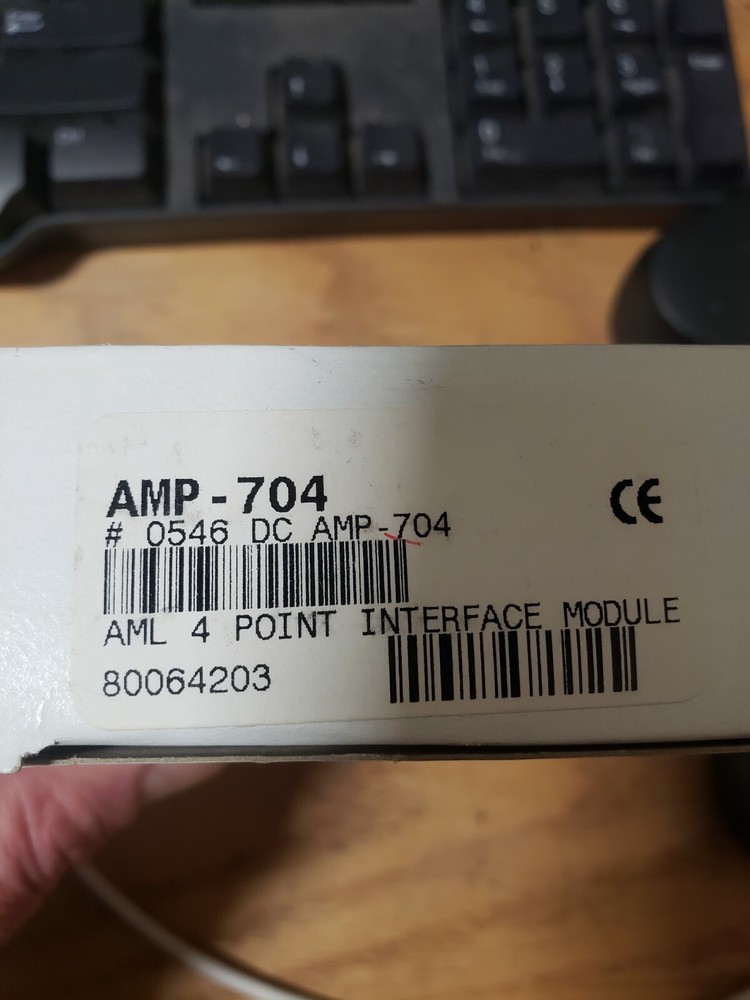 AMP-704
CE
# 0546 DC AMP-704
AML 4 POINT INTERFACE MODULE
80064203